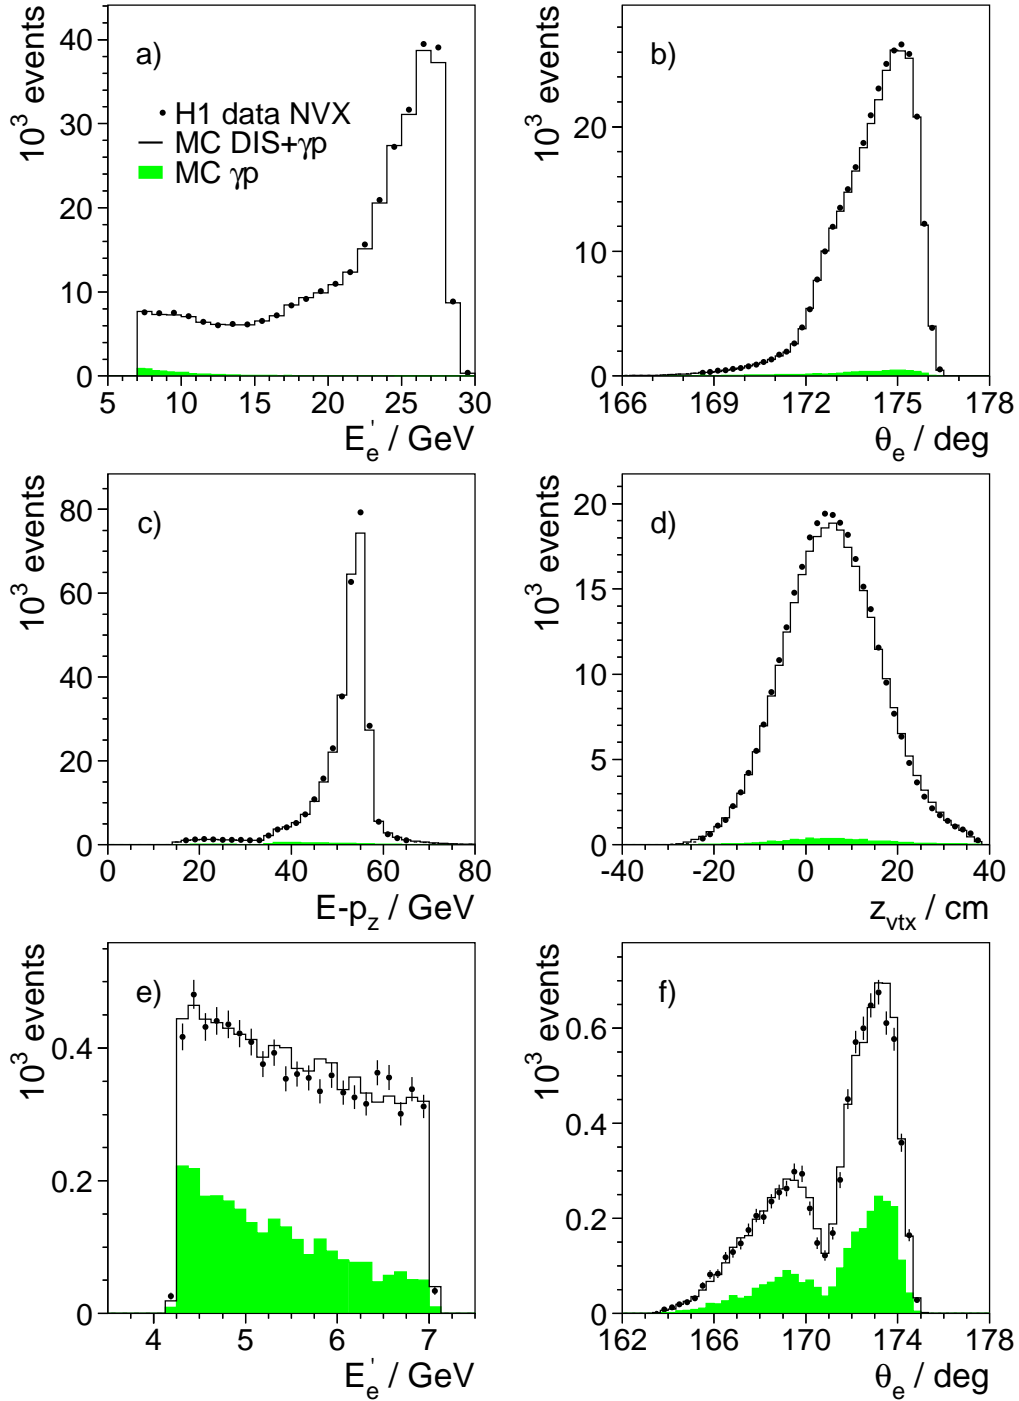 10³ events
a)
• H1 data NVX
— MC DIS+γp
MC γp
40
30
20
10
0
5 10 15 20 25 30
Eₑ' / GeV
10³ events
b)
20
10
0
166 169 172 175 178
θₑ / deg
10³ events
c)
80
60
40
20
0
0 20 40 60 80
E-p_z / GeV
10³ events
d)
20
15
10
5
0
-40 -20 0 20 40
z_vtx / cm
10³ events
e)
0.4
0.2
0
4 5 6 7
Eₑ' / GeV
10³ events
f)
0.6
0.4
0.2
0
162 166 170 174 178
θₑ / deg